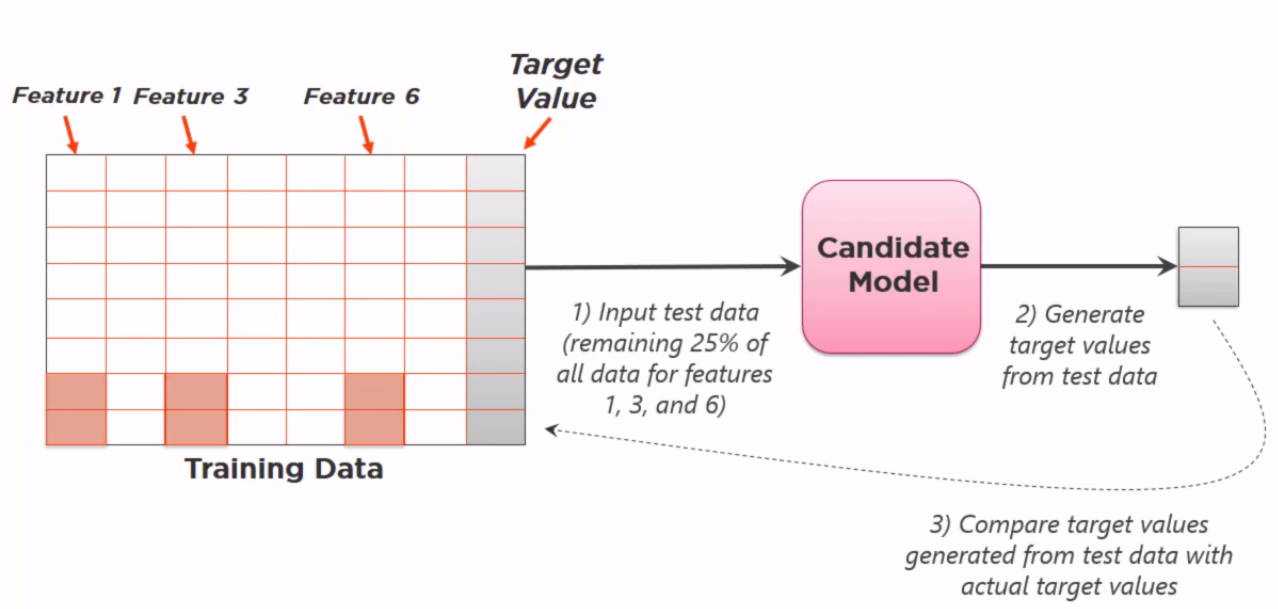 Target
Value
Feature 1
Feature 3
Feature 6
Candidate
Model
1) Input test data
(remaining 25% of
all data for features
1, 3, and 6)
2) Generate
target values
from test data
Training Data
3) Compare target values
generated from test data with
actual target values